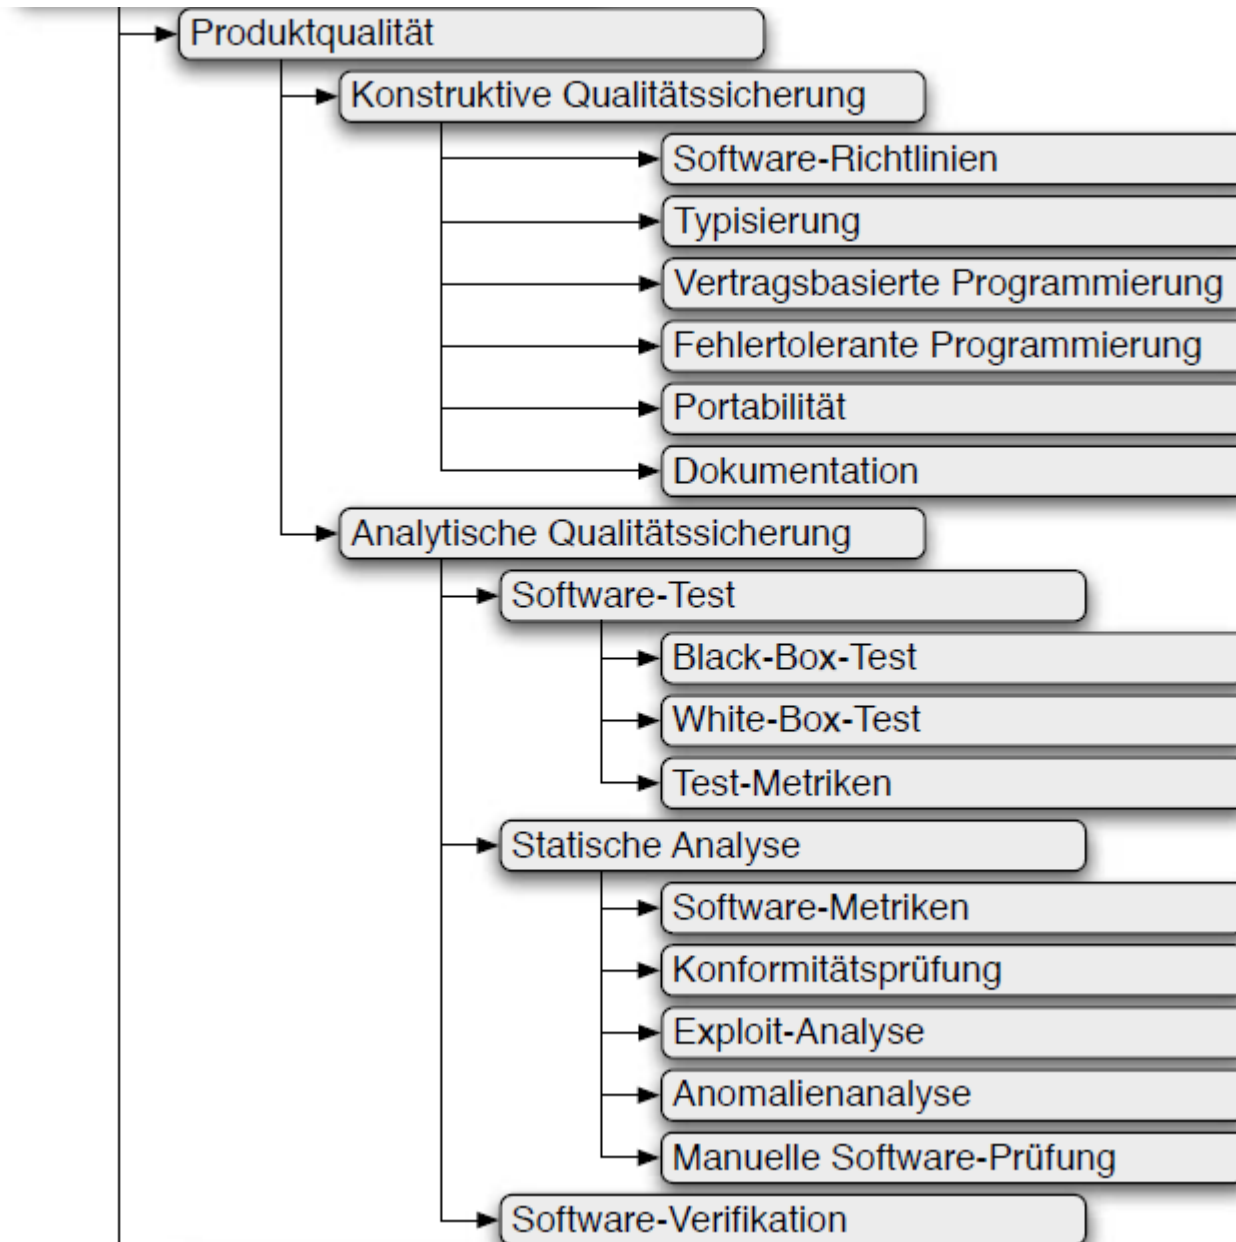 Produktqualität
Konstruktive Qualitätssicherung
Software-Richtlinien
Typisierung
Vertragsbasierte Programmierung
Fehlertolerante Programmierung
Portabilität
Dokumentation
Analytische Qualitätssicherung
Software-Test
Black-Box-Test
White-Box-Test
Test-Metriken
Statische Analyse
Software-Metriken
Konformitätsprüfung
Exploit-Analyse
Anomalienanalyse
Manuelle Software-Prüfung
Software-Verifikation